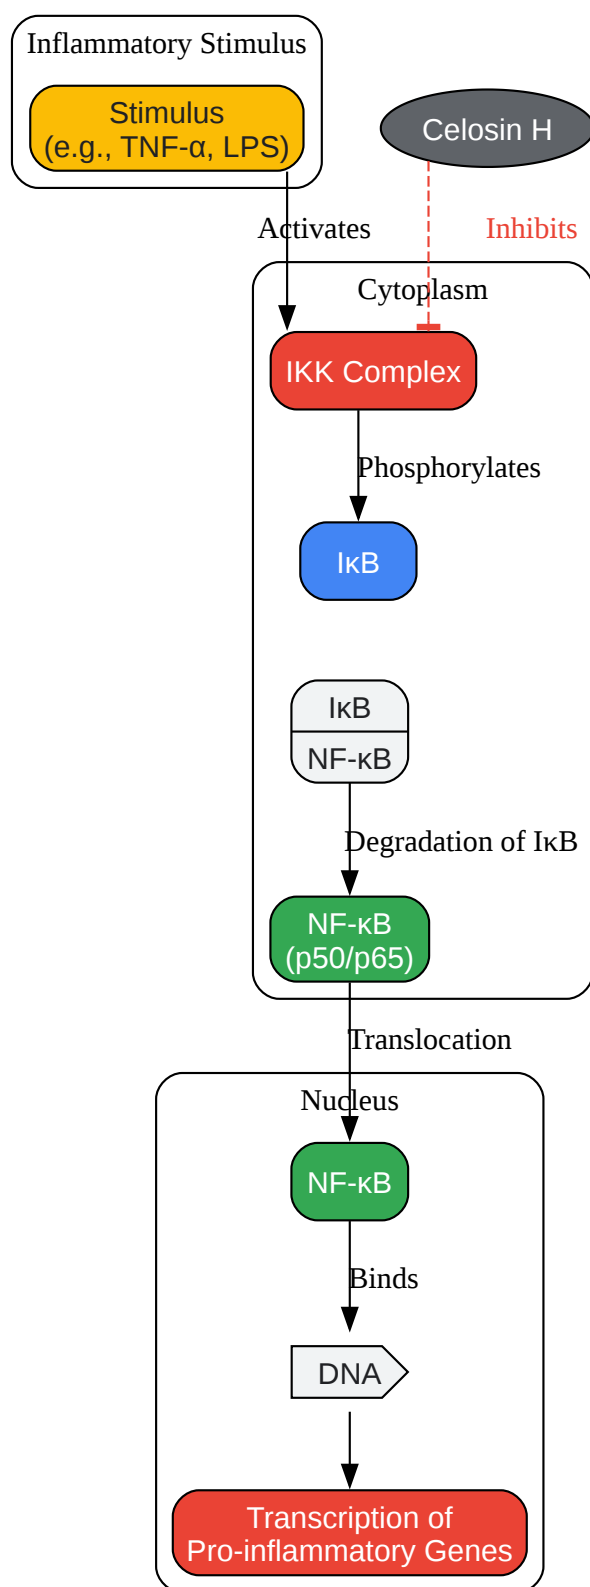 Inflammatory Stimulus
Stimulus
(e.g., TNF-α, LPS)
Celosin H
Activates
Inhibits
Cytoplasm
IKK Complex
Phosphorylates
IκB
IκB
NF-κB
Degradation of IκB
NF-κB
(p50/p65)
Translocation
Nucleus
NF-κB
Binds
DNA
Transcription of
Pro-inflammatory Genes